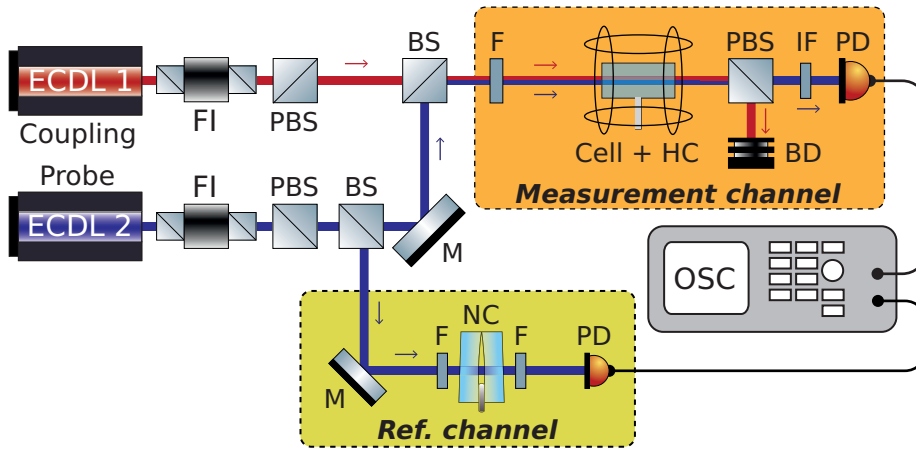 BS
F
PBS
IF
PD
ECDL 1
FI
PBS
Coupling
Cell + HC
BD
Probe
Measurement channel
FI
PBS
BS
ECDL 2
M
OSC
NC
F
F
PD
M
Ref. channel